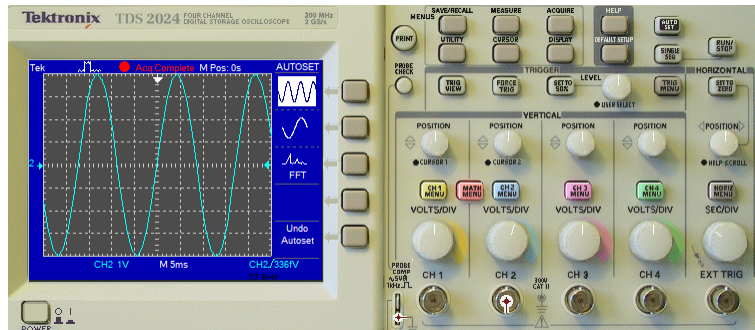 Tektronix TDS 2024 FOUR CHANNEL DIGITAL STORAGE OSCILLOSCOPE 200 MHz 2 GS/s
Tek Acq Complete M Pos: 0s AUTOSET
2
FFT
Undo Autoset
CH2 1V M 5ms CH2 /336fV
POWER
MENUS
SAVE/RECALL MEASURE ACQUIRE
UTILITY CURSOR DISPLAY
HELP
DEFAULT SETUP
AUTO SET
SINGLE SEQ
RUN/STOP
PRINT
PROBE CHECK
TRIGGER
TRIG VIEW
FORCE TRIG
SET TO 50%
LEVEL
USER SELECT
TRIG MENU
HORIZONTAL
SET TO ZERO
VERTICAL
POSITION POSITION POSITION POSITION POSITION
CURSOR 1 CURSOR 2 HELP SCROLL
CH 1 MENU
MATH MENU
CH 2 MENU
CH 3 MENU
CH 4 MENU
HORIZ MENU
VOLTS/DIV VOLTS/DIV VOLTS/DIV VOLTS/DIV SEC/DIV
PROBE COMP
~5V@
1kHz
CH 1 CH 2 300V CAT II CH 3 CH 4 EXT TRIG